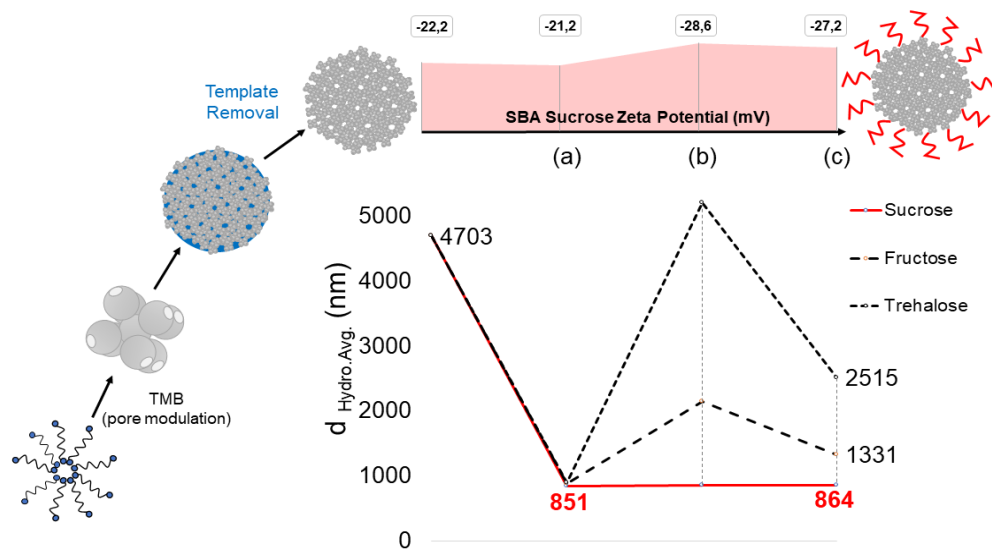 -22,2
-21,2
-28,6
-27,2
Template
Removal
SBA Sucrose Zeta Potential (mV)
(a)
(b)
(c)
TMB
(pore modulation)
d Hydro.Avg. (nm)
5000
4000
3000
2000
1000
0
4703
851
2515
1331
864
Sucrose
Fructose
Trehalose